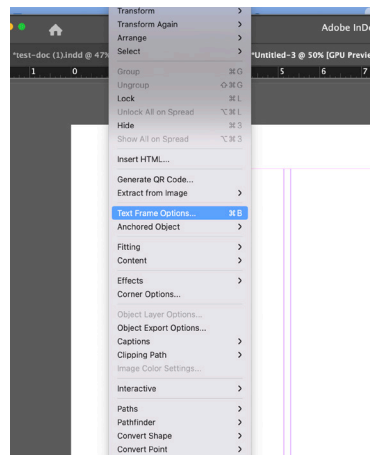 Transform >
Transform Again >
Adobe InDe
Arrange >
Select >
*test-doc (1).indd @ 47%
*Untitled-3 @ 50% [GPU Previe
1 0 5 6 7
Group ⌘G
Ungroup ⇧⌘G
Lock ⌘L
Unlock All on Spread ⌥⌘L
Hide ⌘3
Show All on Spread ⌥⌘3
Insert HTML...
Generate QR Code...
Extract from Image >
Text Frame Options... ⌘B
Anchored Object >
Fitting >
Content >
Effects >
Corner Options...
Object Layer Options...
Object Export Options...
Captions >
Clipping Path >
Image Color Settings...
Interactive >
Paths >
Pathfinder >
Convert Shape >
Convert Point >